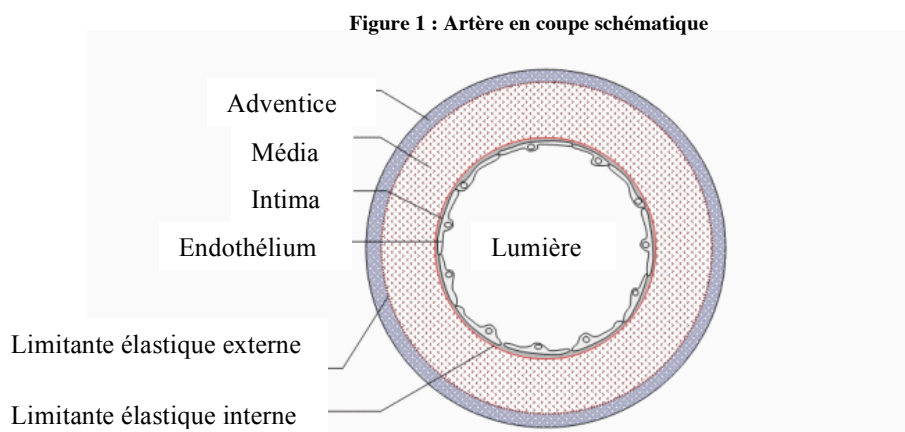 Figure 1 : Artère en coupe schématique
Adventice
Média
Intima
Endothélium
Lumière
Limitante élastique externe
Limitante élastique interne